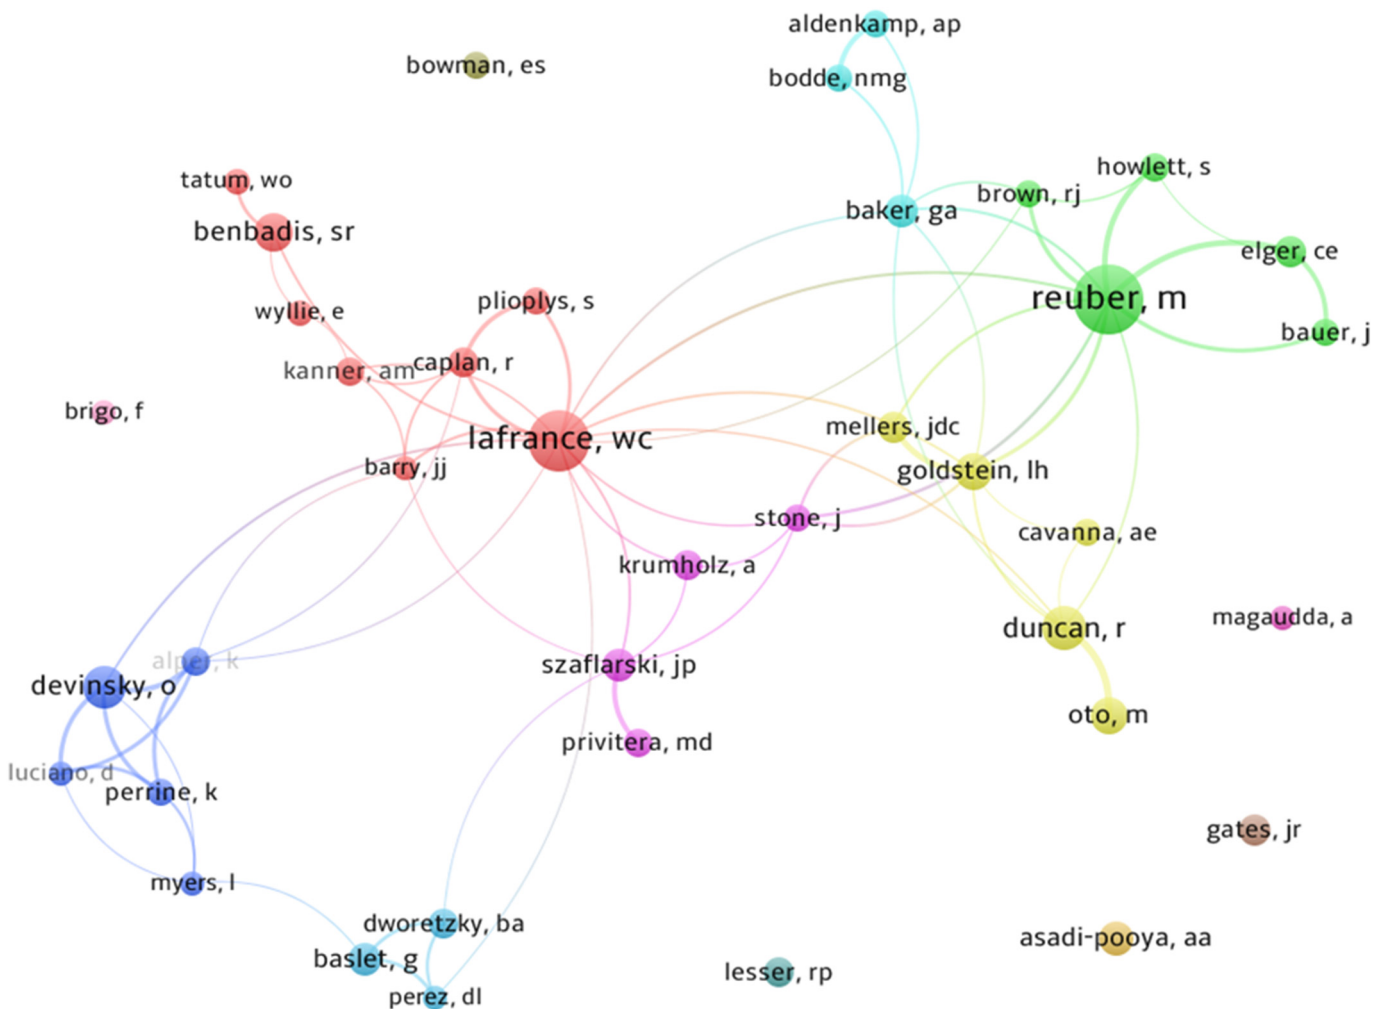 aldenkamp, ap
bowman, es
bodde, nmg
howlett, s
tatum, wo
brown, rj
baker, ga
benbadis, sr
elger, ce
reuber, m
plioplys, s
wyllie, e
bauer, j
caplan, r
kanner, am
brigo, f
mellers, jdc
lafrance, wc
barry, jj
goldstein, lh
stone, j
cavanna, ae
krumholz, a
magaudda, a
duncan, r
alper, k
szaflarski, jp
devinsky, o
oto, m
privitera, md
luciano, d
perrine, k
gates, jr
myers, l
dworetzky, ba
asadi-pooya, aa
baslet, g
lesser, rp
perez, dl